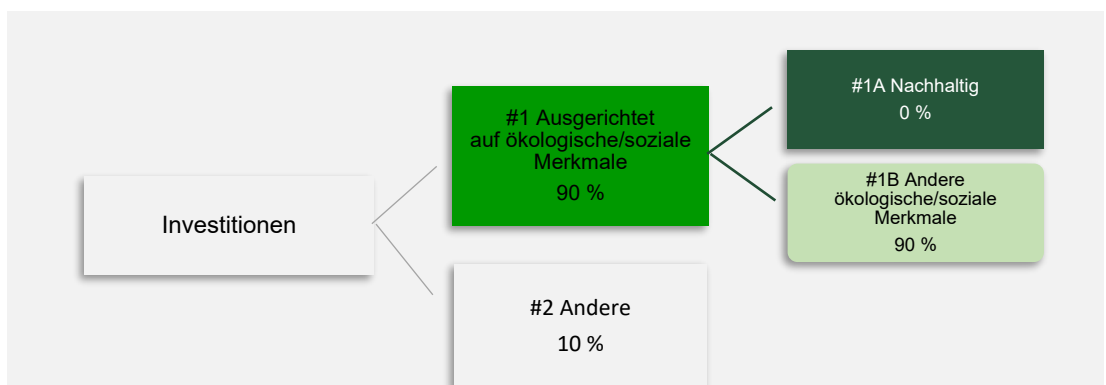 Investitionen
#1 Ausgerichtet
auf ökologische/soziale
Merkmale
90 %
#2 Andere
10 %
#1A Nachhaltig
0 %
#1B Andere
ökologische/soziale
Merkmale
90 %